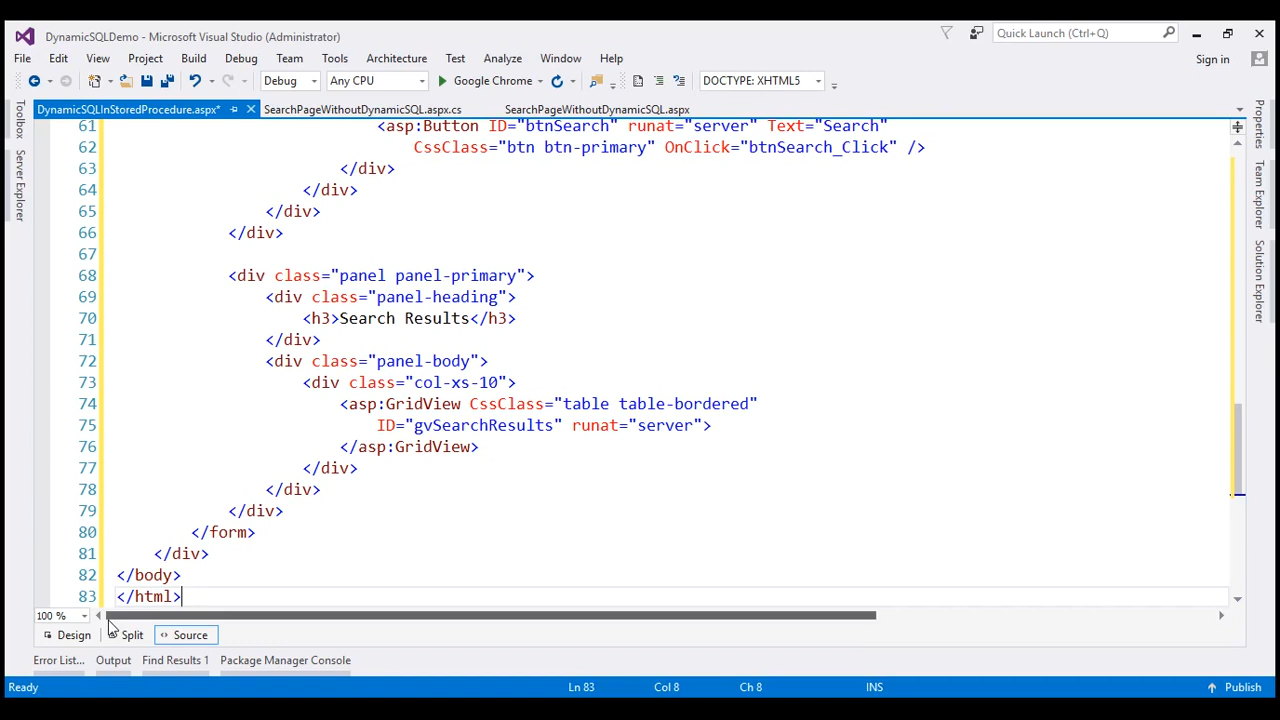 DynamicSQLDemo - Microsoft Visual Studio (Administrator)
Quick Launch (Ctrl+Q)
File Edit View Project Build Debug Team Tools Architecture Test Analyze Window Help
Sign in
Debug Any CPU Google Chrome DOCTYPE: XHTML5
DynamicSQLInStoredProcedure.aspx* SearchPageWithoutDynamicSQL.aspx.cs SearchPageWithoutDynamicSQL.aspx
Toolbox
Server Explorer
61 <asp:Button ID="btnSearch" runat="server" Text="Search"
62 CssClass="btn btn-primary" OnClick="btnSearch_Click" />
63 </div>
64 </div>
65 </div>
66 </div>
67
68 <div class="panel panel-primary">
69 <div class="panel-heading">
70 <h3>Search Results</h3>
71 </div>
72 <div class="panel-body">
73 <div class="col-xs-10">
74 <asp:GridView CssClass="table table-bordered"
75 ID="gvSearchResults" runat="server">
76 </asp:GridView>
77 </div>
78 </div>
79 </div>
80 </form>
81 </div>
82 </body>
83 </html>
Properties
Team Explorer
Solution Explorer
100 %
Design Split Source
Error List... Output Find Results 1 Package Manager Console
Ready Ln 83 Col 8 Ch 8 INS Publish